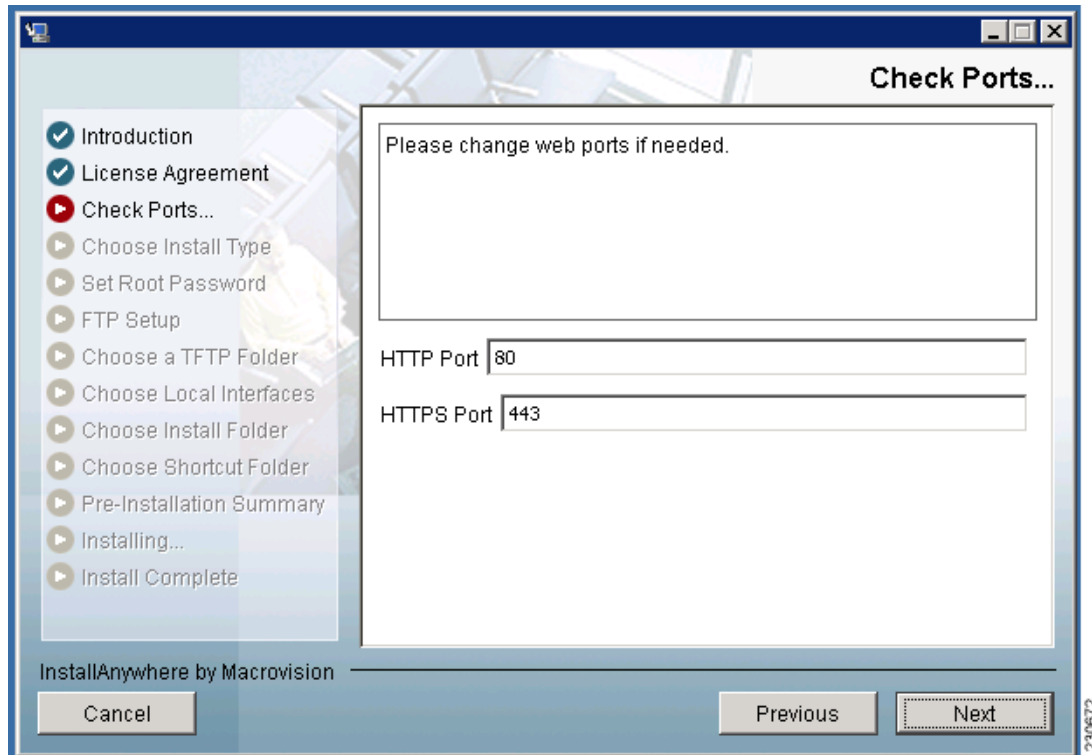 Check Ports...
Introduction
License Agreement
Check Ports...
Choose Install Type
Set Root Password
FTP Setup
Choose a TFTP Folder
Choose Local Interfaces
Choose Install Folder
Choose Shortcut Folder
Pre-Installation Summary
Installing...
Install Complete
Please change web ports if needed.
HTTP Port 80
HTTPS Port 443
InstallAnywhere by Macrovision
Cancel
Previous
Next
230672